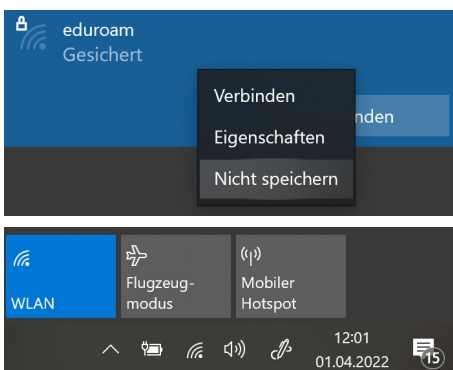 eduroam
Gesichert
Verbinden
nden
Eigenschaften
Nicht speichern
WLAN
Flugzeug-
modus
Mobiler
Hotspot
12:01
01.04.2022
15